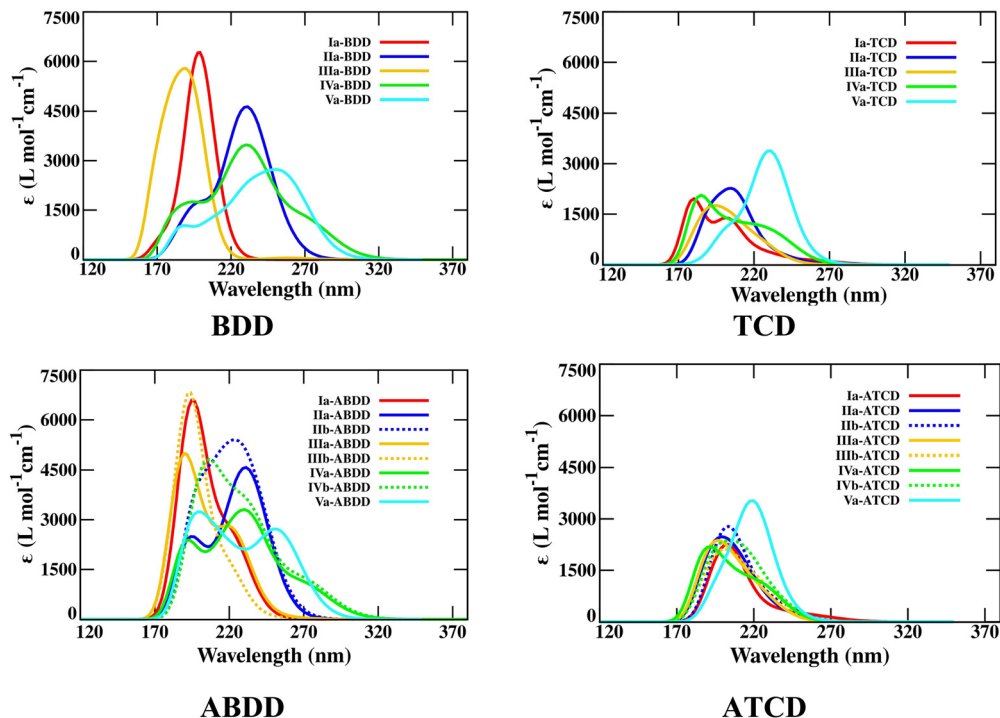 7500
6000
4500
3000
1500
0
ε (L mol⁻¹cm⁻¹)
Ia-BDD
IIa-BDD
IIIa-BDD
IVa-BDD
Va-BDD
120 170 220 270 320 370
Wavelength (nm)
BDD
7500
6000
4500
3000
1500
0
ε (L mol⁻¹cm⁻¹)
Ia-TCD
IIa-TCD
IIIa-TCD
IVa-TCD
Va-TCD
120 170 220 270 320 370
Wavelength (nm)
TCD
7500
6000
4500
3000
1500
0
ε (L mol⁻¹cm⁻¹)
Ia-ABDD
IIa-ABDD
IIb-ABDD
IIIa-ABDD
IIIb-ABDD
IVa-ABDD
IVb-ABDD
Va-ABDD
120 170 220 270 320 370
Wavelength (nm)
ABDD
7500
6000
4500
3000
1500
0
ε (L mol⁻¹cm⁻¹)
Ia-ATCD
IIa-ATCD
IIb-ATCD
IIIa-ATCD
IIIb-ATCD
IVa-ATCD
IVb-ATCD
Va-ATCD
120 170 220 270 320 370
Wavelength (nm)
ATCD